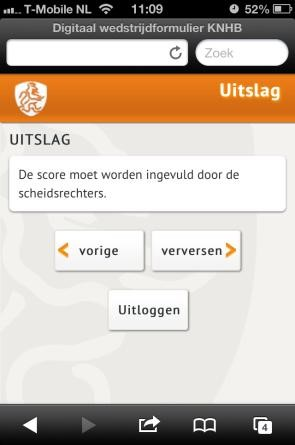 T-Mobile NL 11:09 52%
Digitaal wedstrijdformulier KNHB
Zoek
Uitslag
UITSLAG
De score moet worden ingevuld door de
scheidsrechters.
vorige verversen
Uitloggen
4